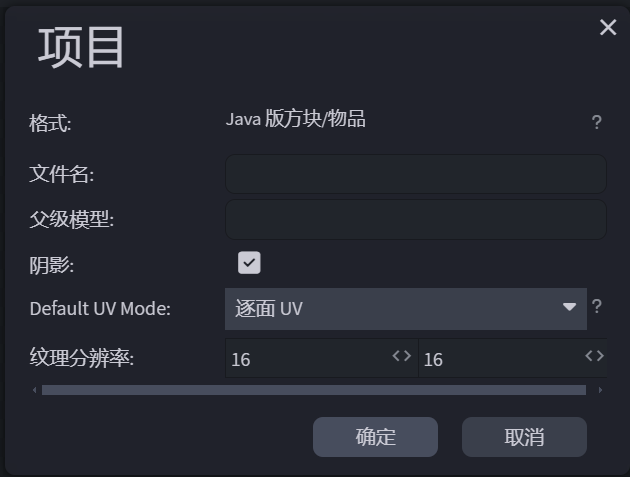 项目
格式:
Java 版方块/物品
?
文件名:
父级模型:
阴影:
Default UV Mode:
逐面 UV
?
纹理分辨率:
16
16
确定
取消